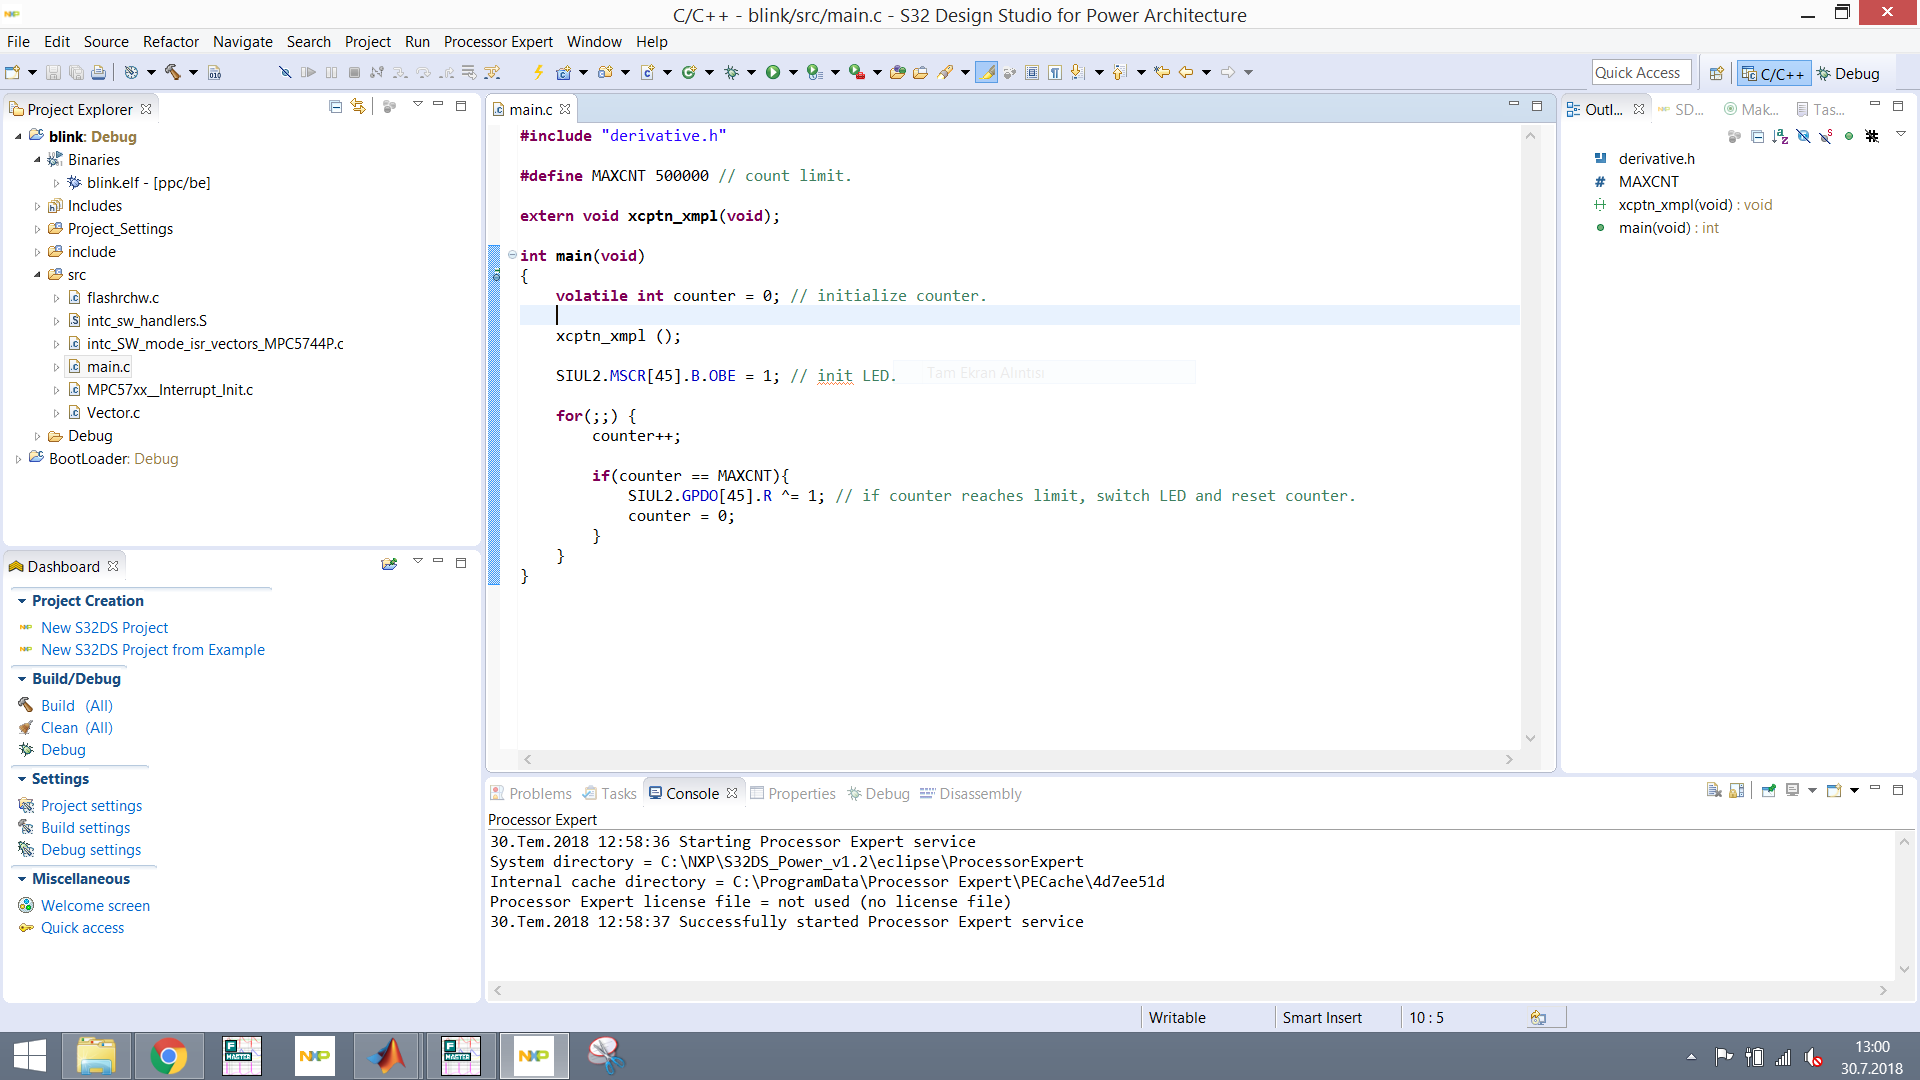 C/C++ - blink/src/main.c - S32 Design Studio for Power Architecture
File Edit Source Refactor Navigate Search Project Run Processor Expert Window Help
Quick Access
C/C++
Debug
Project Explorer
blink: Debug
Binaries
blink.elf - [ppc/be]
Includes
Project_Settings
include
src
flashrchw.c
intc_sw_handlers.S
intc_SW_mode_isr_vectors_MPC5744P.c
main.c
MPC57xx__Interrupt_Init.c
Vector.c
Debug
BootLoader: Debug
Dashboard
Project Creation
New S32DS Project
New S32DS Project from Example
Build/Debug
Build (All)
Clean (All)
Debug
Settings
Project settings
Build settings
Debug settings
Miscellaneous
Welcome screen
Quick access
main.c
#include "derivative.h"
#define MAXCNT 500000 // count limit.
extern void xcptn_xmpl(void);
int main(void)
{
volatile int counter = 0; // initialize counter.
xcptn_xmpl ();
SIUL2.MSCR[45].B.OBE = 1; // init LED.
Tam Ekran Alıntısı
for(;;) {
counter++;
if(counter == MAXCNT){
SIUL2.GPDO[45].R ^= 1; // if counter reaches limit, switch LED and reset counter.
counter = 0;
}
}
}
Outl...
SD...
Mak...
Tas...
derivative.h
MAXCNT
xcptn_xmpl(void) : void
main(void) : int
Problems Tasks Console Properties Debug Disassembly
Processor Expert
30.Tem.2018 12:58:36 Starting Processor Expert service
System directory = C:\NXP\S32DS_Power_v1.2\eclipse\ProcessorExpert
Internal cache directory = C:\ProgramData\Processor Expert\PECache\4d7ee51d
Processor Expert license file = not used (no license file)
30.Tem.2018 12:58:37 Successfully started Processor Expert service
Writable
Smart Insert
10 : 5
F MASTER
NXP
F MASTER
NXP
13:00
30.7.2018